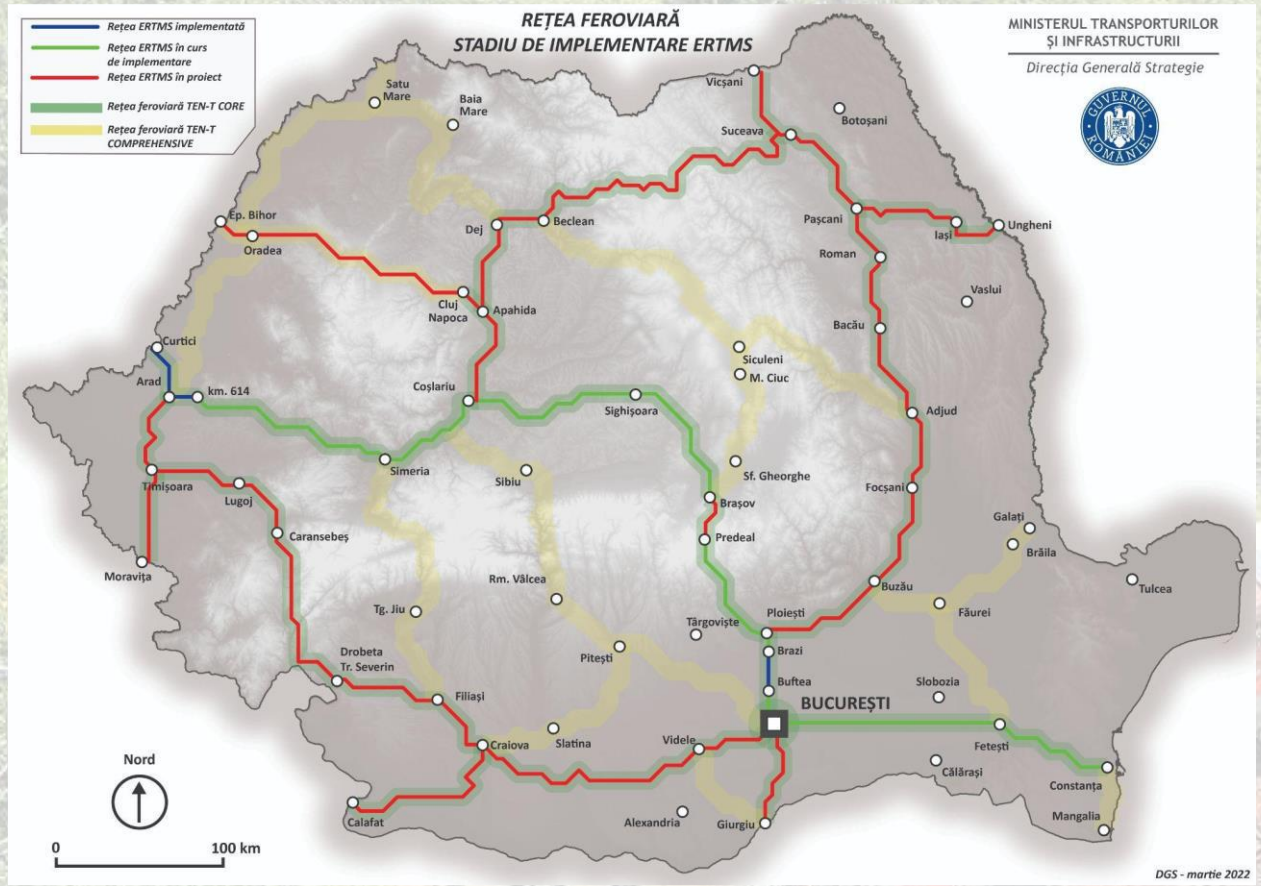 REȚEA FEROVIARĂ
STADIU DE IMPLEMENTARE ERTMS
MINISTERUL TRANSPORTURILOR
ȘI INFRASTRUCTURII
Direcția Generală Strategie
GUVERNUL
ROMÂNIEI
Rețea ERTMS implementată
Rețea ERTMS în curs
de implementare
Rețea ERTMS în proiect
Rețea feroviară TEN-T CORE
Rețea feroviară TEN-T
COMPREHENSIVE
Vicșani
Satu
Mare
Baia
Mare
Botoșani
Suceava
Ep. Bihor
Oradea
Dej
Beclean
Pașcani
Iași
Ungheni
Roman
Cluj
Napoca
Apahida
Vaslui
Bacău
Curtici
Siculeni
M. Ciuc
Arad
km. 614
Coșlariu
Sighișoara
Adjud
Simeria
Sibiu
Sf. Gheorghe
Timișoara
Lugoj
Brașov
Focșani
Caransebeș
Predeal
Galați
Brăila
Moravița
Rm. Vâlcea
Buzău
Tulcea
Tg. Jiu
Târgoviște
Ploiești
Făurei
Drobeta
Tr. Severin
Pitești
Brazi
Buftea
Slobozia
Filiași
BUCUREȘTI
Craiova
Slatina
Videle
Fetești
Nord
Călărași
Constanța
Calafat
Alexandria
Giurgiu
Mangalia
0 100 km
DGS - martie 2022